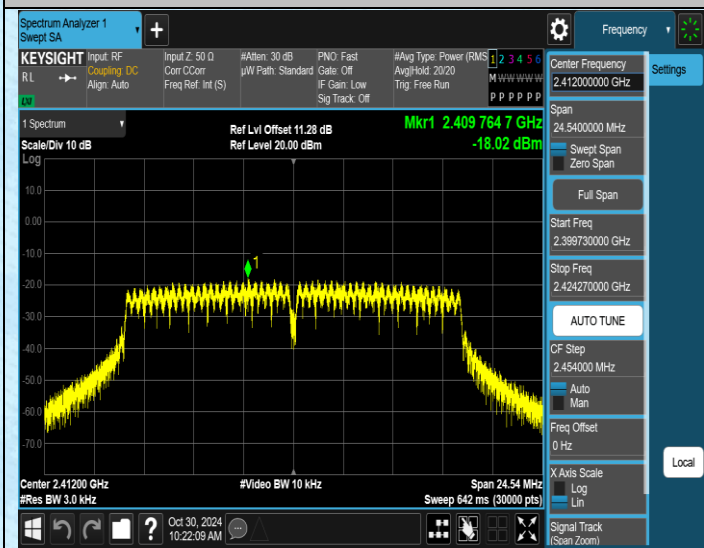 Spectrum Analyzer 1
Swept SA
Frequency
KEYSIGHT
RL
LXI
Input: RF
Coupling: DC
Align: Auto
Input Z: 50 Ω
Corr CCorr
Freq Ref: Int (S)
#Atten: 30 dB
µW Path: Standard
PNO: Fast
Gate: Off
IF Gain: Low
Sig Track: Off
#Avg Type: Power (RMS
Avg|Hold: 20/20
Trig: Free Run
1 2 3 4 5 6
M W W W W W
P P P P P P
1 Spectrum
Scale/Div 10 dB
Ref Lvl Offset 11.28 dB
Ref Level 20.00 dBm
Mkr1 2.409 764 7 GHz
-18.02 dBm
Log
10.0
0.00
-10.0
-20.0
-30.0
-40.0
-50.0
-60.0
-70.0
1
Center 2.41200 GHz
#Res BW 3.0 kHz
#Video BW 10 kHz
Span 24.54 MHz
Sweep 642 ms (30000 pts)
Center Frequency
2.412000000 GHz
Settings
Span
24.5400000 MHz
Swept Span
Zero Span
Full Span
Start Freq
2.399730000 GHz
Stop Freq
2.424270000 GHz
AUTO TUNE
CF Step
2.454000 MHz
Auto
Man
Freq Offset
0 Hz
X Axis Scale
Log
Lin
Signal Track
(Span Zoom)
Local
?
Oct 30, 2024
10:22:09 AM